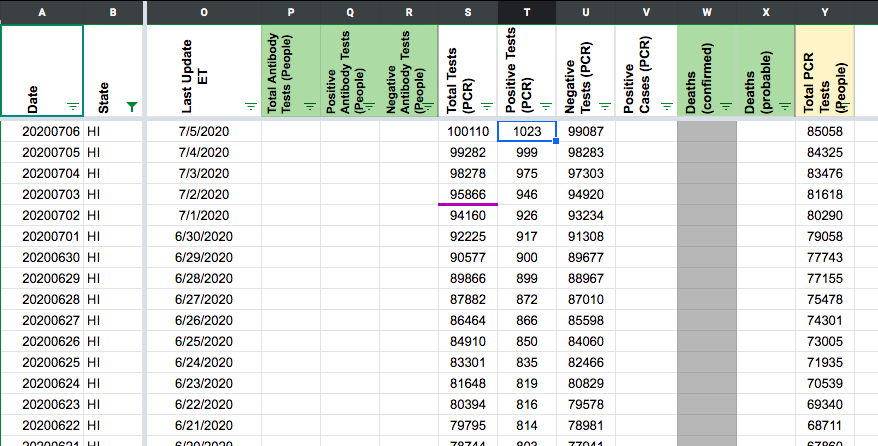 A B O P Q R S T U V W X Y
Date State Last Update ET Total Antibody Tests (People) Positive Antibody Tests (People) Negative Antibody Tests (People) Total Tests (PCR) Positive Tests (PCR) Negative Tests (PCR) Positive Cases (PCR) Deaths (confirmed) Deaths (probable) Total PCR Tests (People)
20200706 HI 7/5/2020 100110 1023 99087 85058
20200705 HI 7/4/2020 99282 999 98283 84325
20200704 HI 7/3/2020 98278 975 97303 83476
20200703 HI 7/2/2020 95866 946 94920 81618
20200702 HI 7/1/2020 94160 926 93234 80290
20200701 HI 6/30/2020 92225 917 91308 79058
20200630 HI 6/29/2020 90577 900 89677 77743
20200629 HI 6/28/2020 89866 899 88967 77155
20200628 HI 6/27/2020 87882 872 87010 75478
20200627 HI 6/26/2020 86464 866 85598 74301
20200626 HI 6/25/2020 84910 850 84060 73005
20200625 HI 6/24/2020 83301 835 82466 71935
20200624 HI 6/23/2020 81648 819 80829 70539
20200623 HI 6/22/2020 80394 816 79578 69340
20200622 HI 6/21/2020 79795 814 78981 68711
20200621 HI 6/20/2020 78744 803 77941